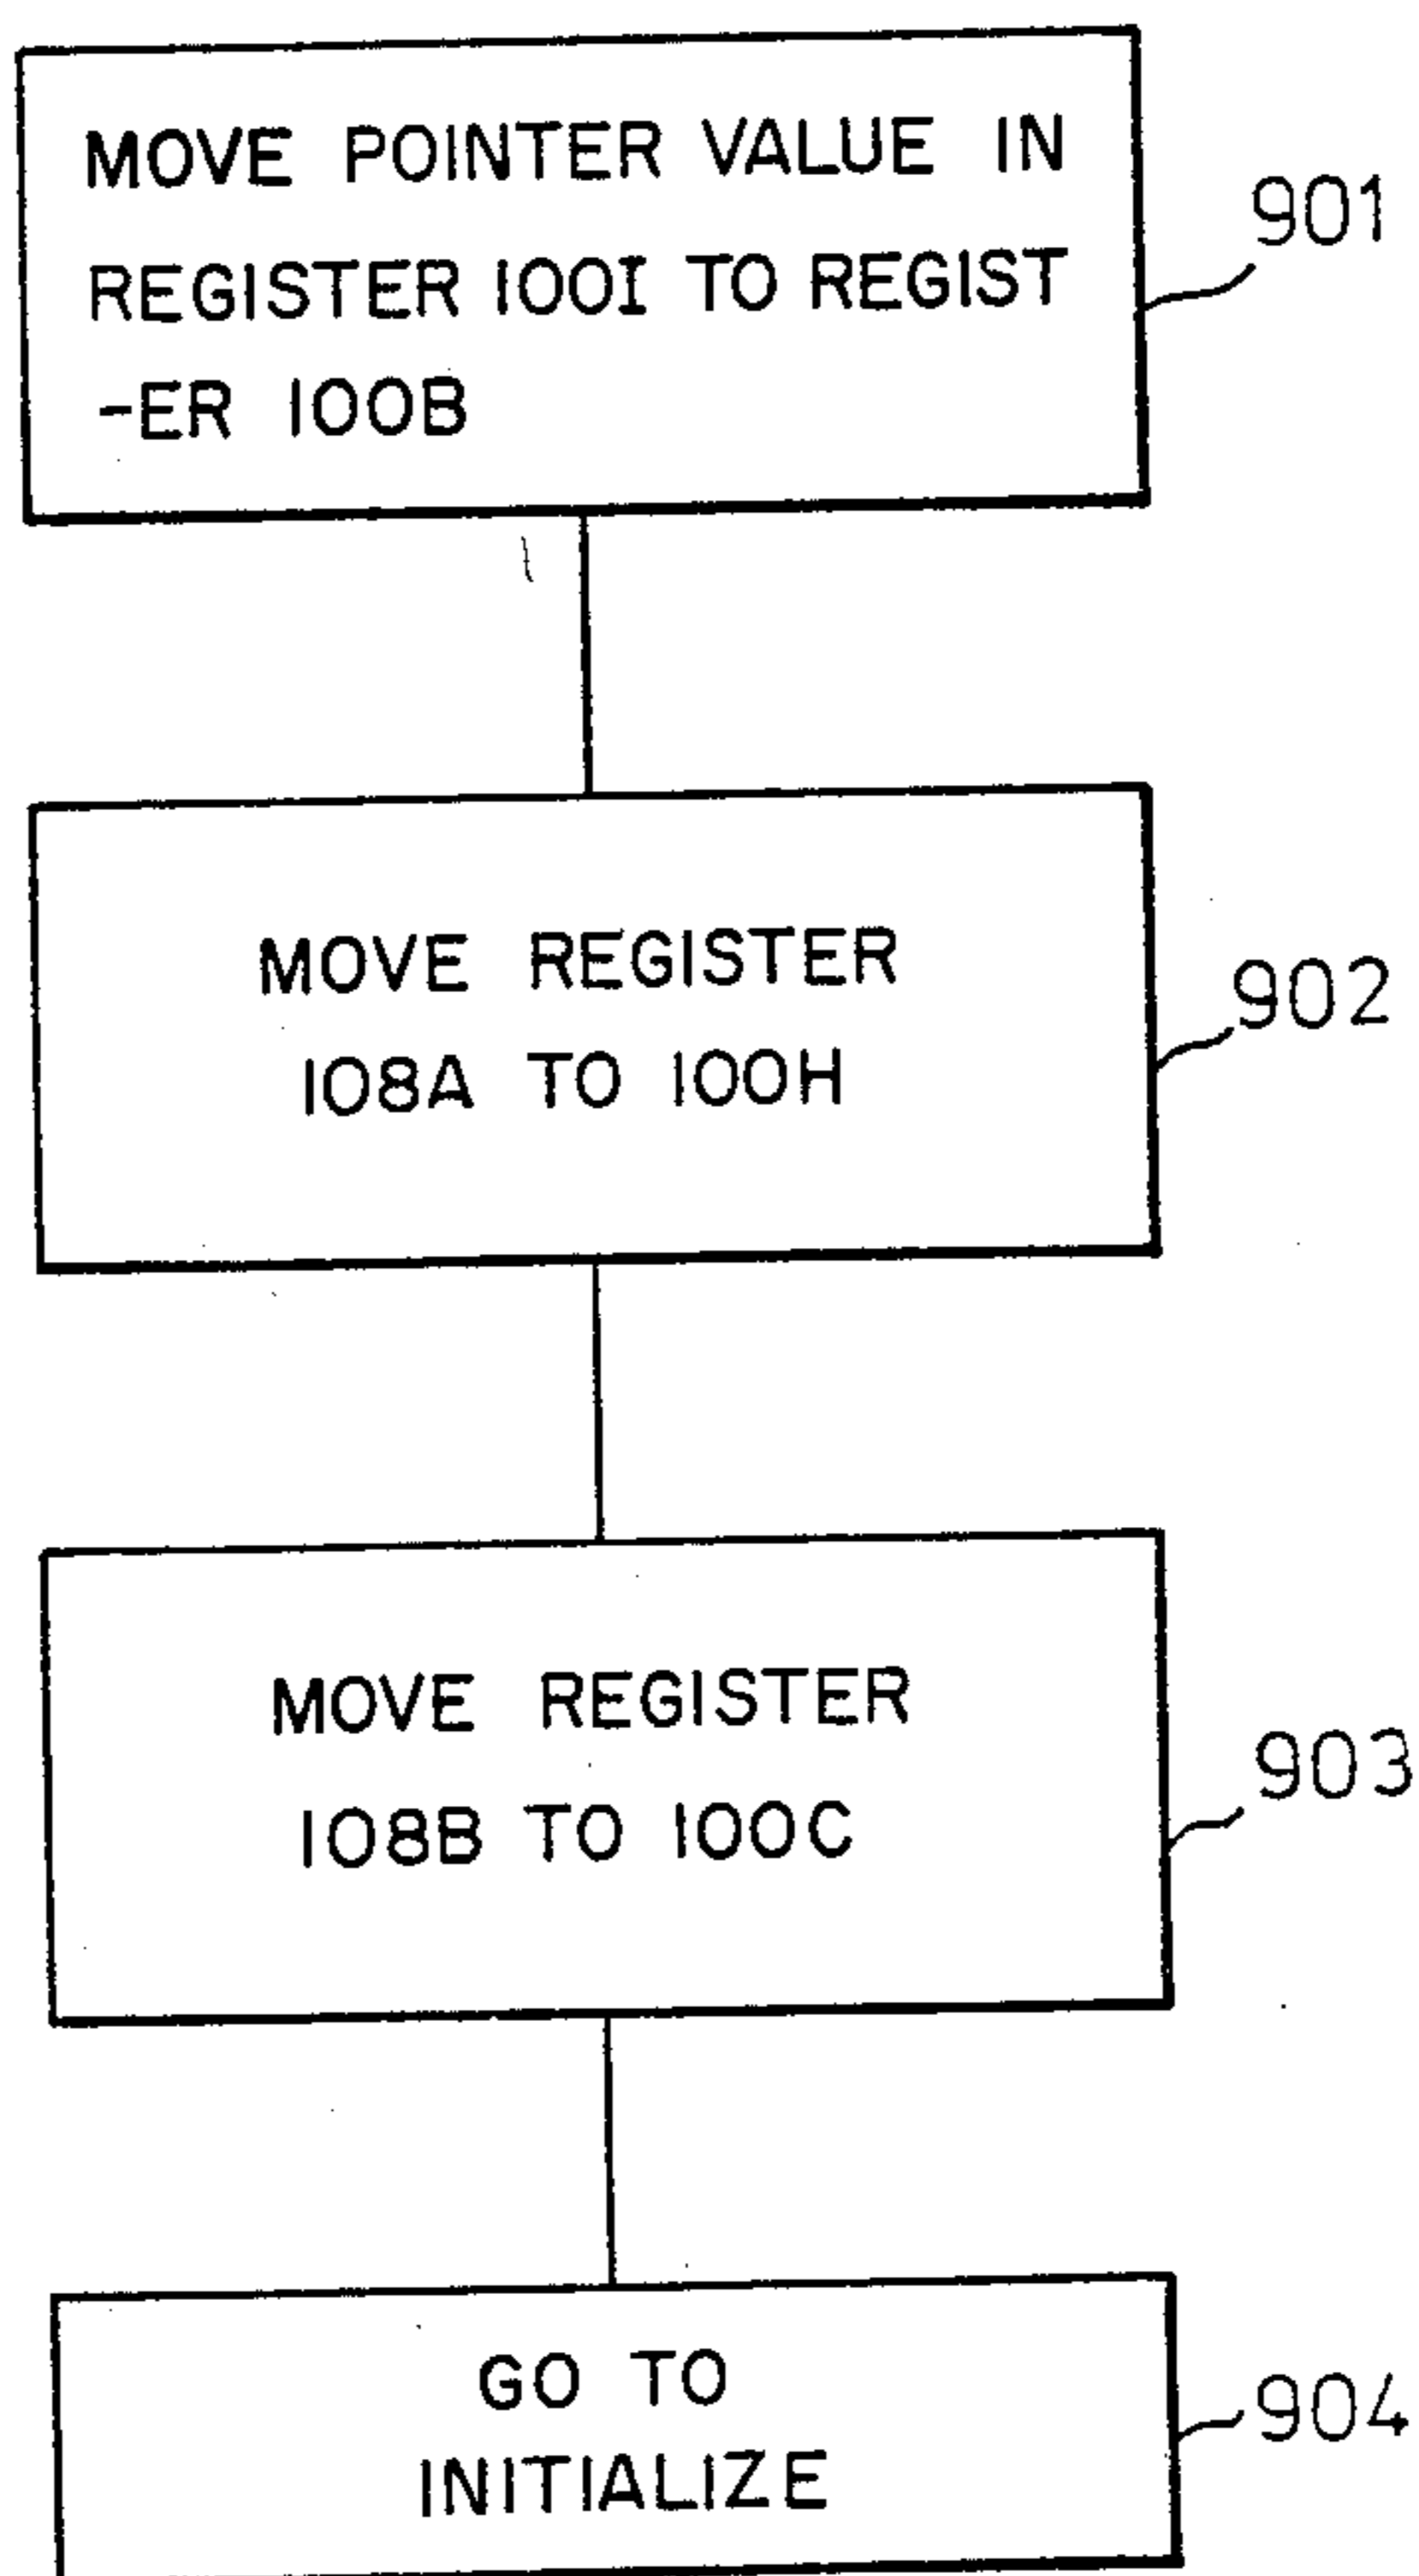 MOVE POINTER VALUE IN
REGISTER 100I TO REGIST
-ER 100B
901
MOVE REGISTER
108A TO 100H
902
MOVE REGISTER
108B TO 100C
903
GO TO
INITIALIZE
904